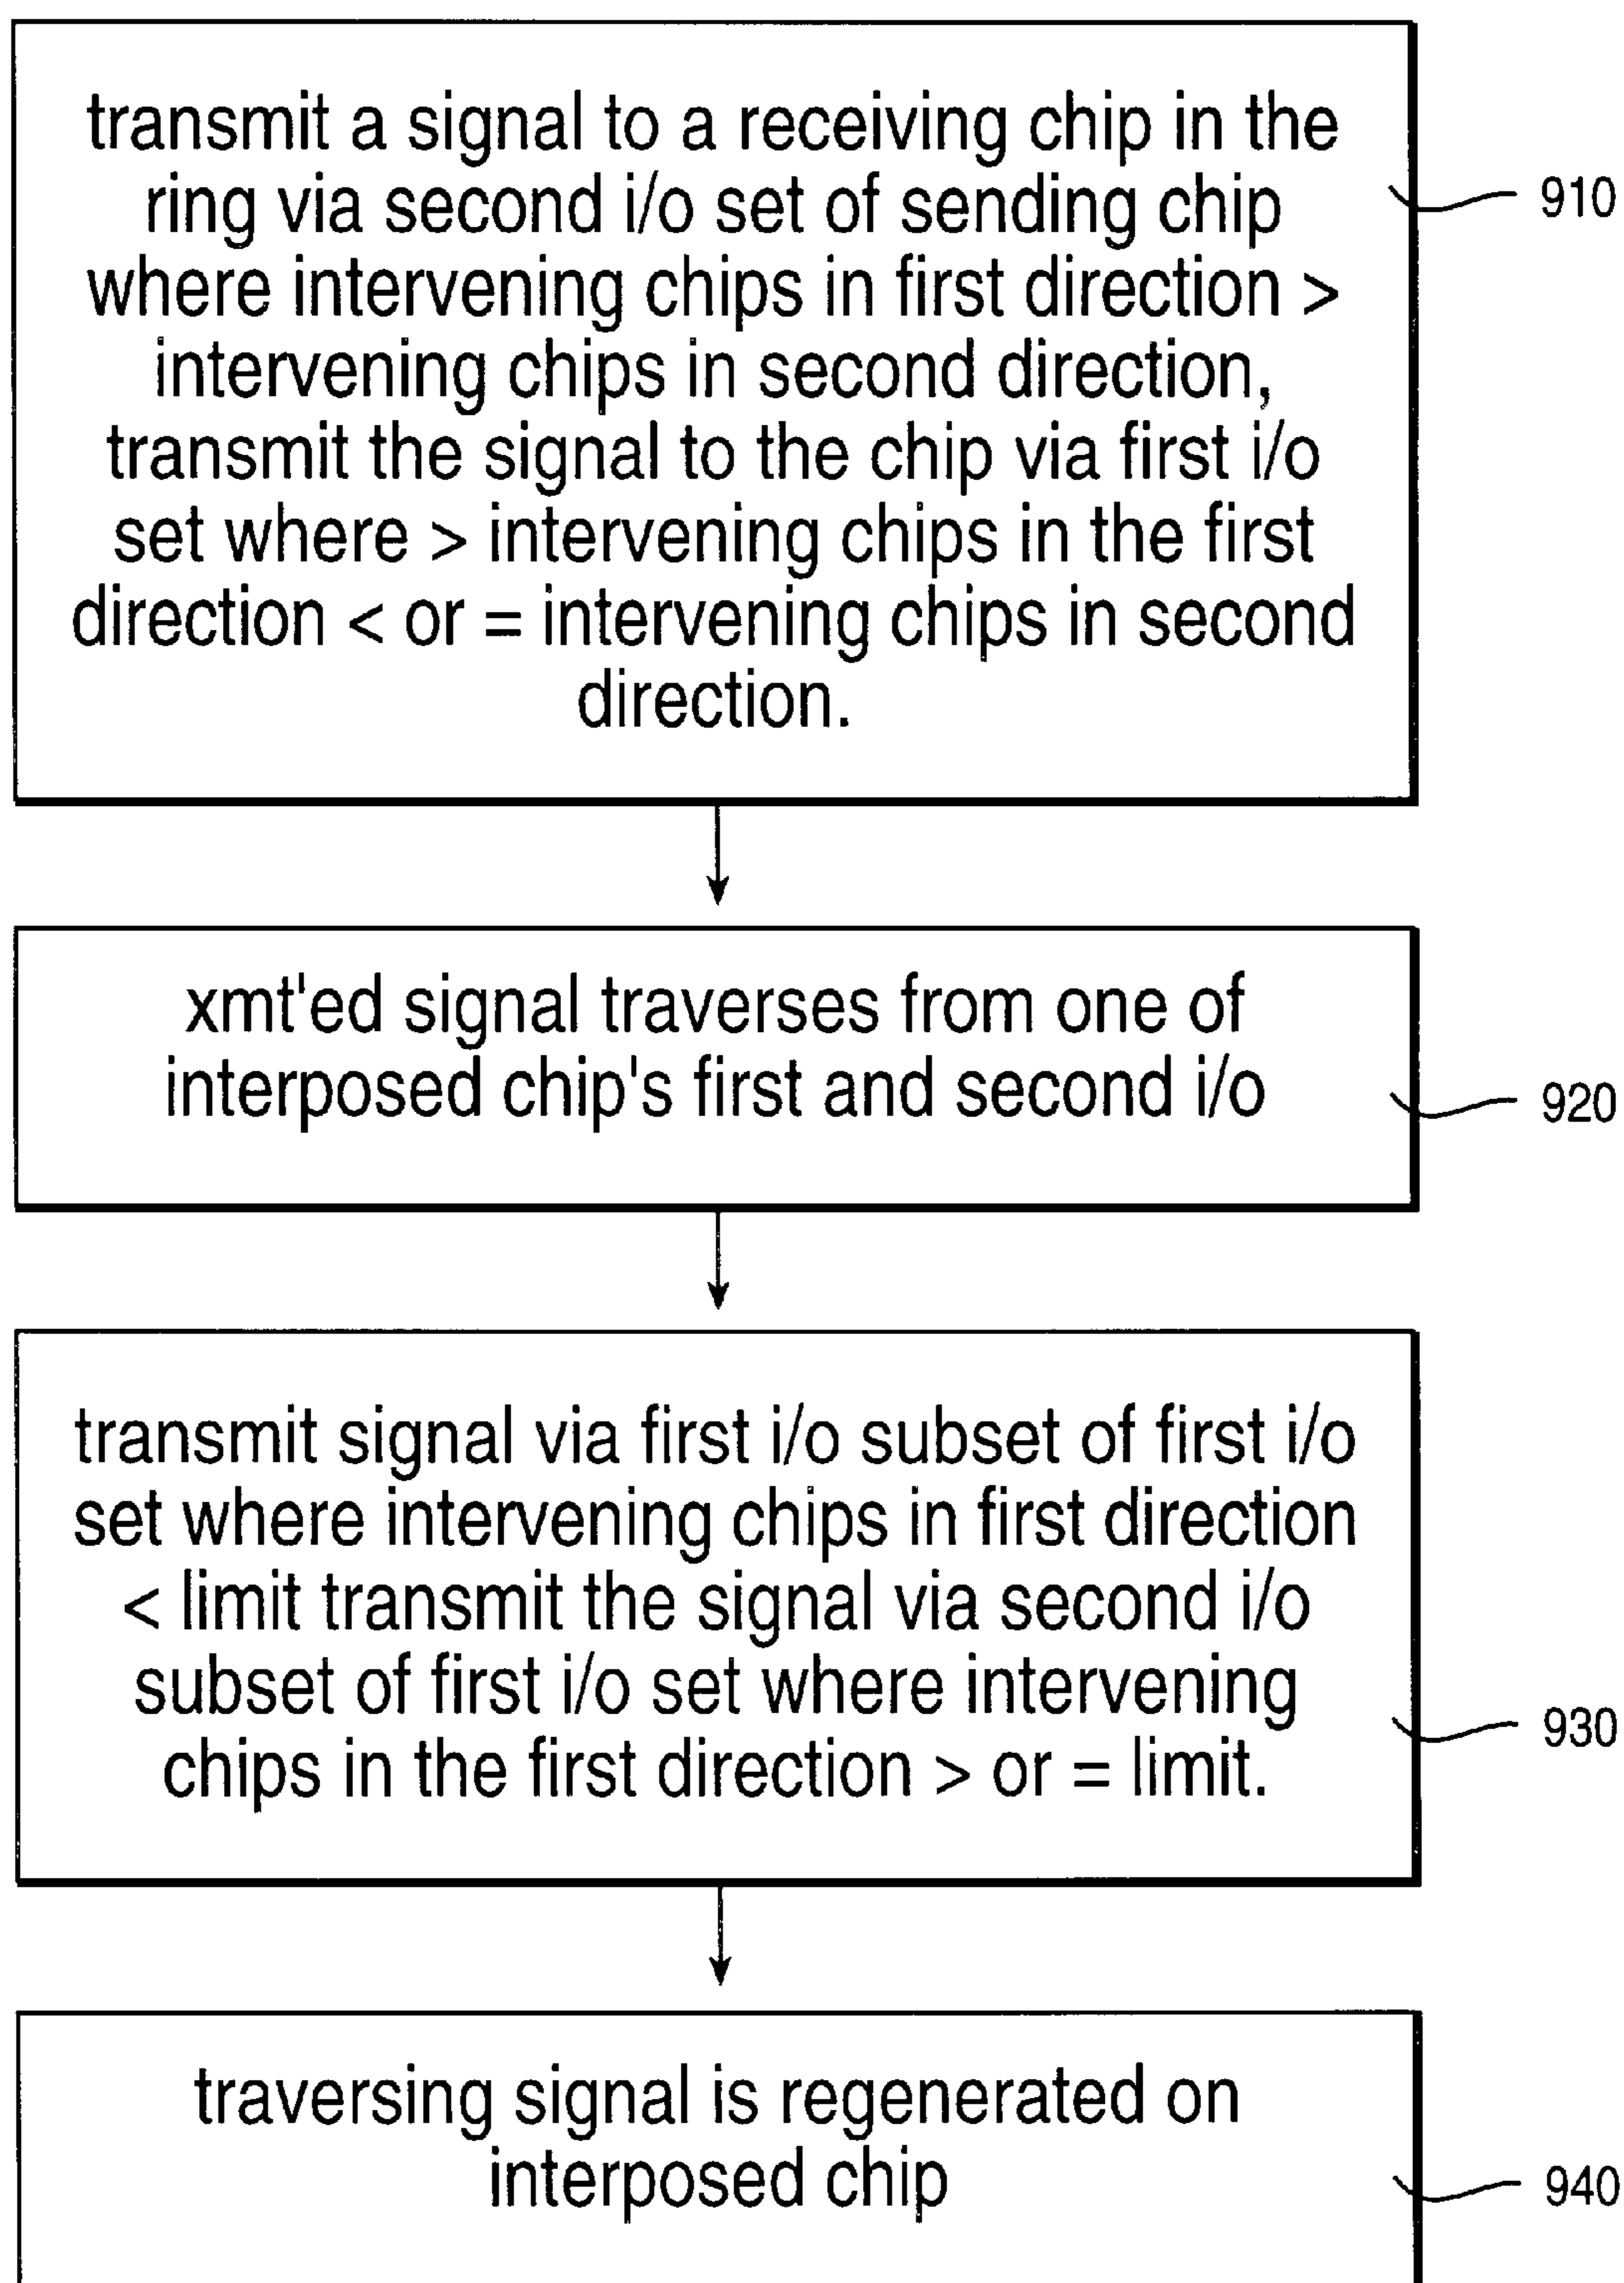 transmit a signal to a receiving chip in the
ring via second i/o set of sending chip
where intervening chips in first direction >
intervening chips in second direction,
transmit the signal to the chip via first i/o
set where > intervening chips in the first
direction < or = intervening chips in second
direction.
910
xmt'ed signal traverses from one of
interposed chip's first and second i/o
920
transmit signal via first i/o subset of first i/o
set where intervening chips in first direction
< limit transmit the signal via second i/o
subset of first i/o set where intervening
chips in the first direction > or = limit.
930
traversing signal is regenerated on
interposed chip
940